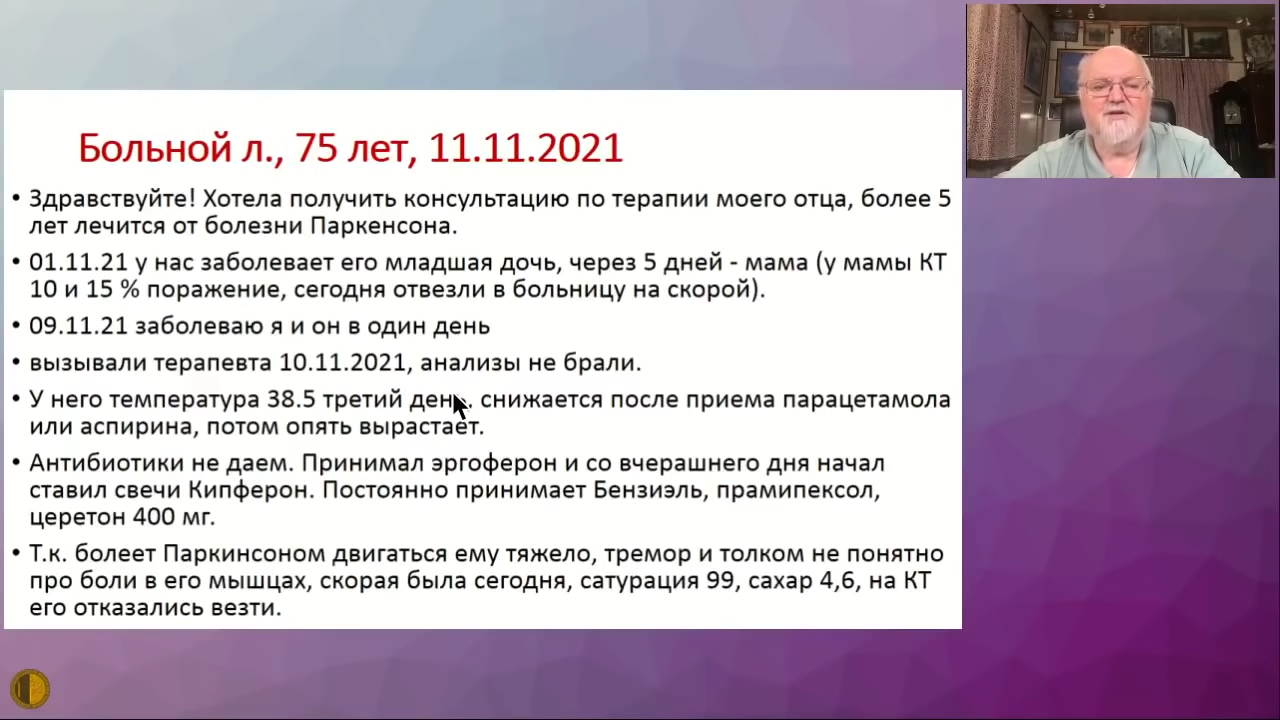 Больной л., 75 лет, 11.11.2021
• Здравствуйте! Хотела получить консультацию по терапии моего отца, более 5
лет лечится от болезни Паркенсона.
• 01.11.21 у нас заболевает его младшая дочь, через 5 дней - мама (у мамы КТ
10 и 15 % поражение, сегодня отвезли в больницу на скорой).
• 09.11.21 заболеваю я и он в один день
• вызывали терапевта 10.11.2021, анализы не брали.
• У него температура 38.5 третий день. снижается после приема парацетамола
или аспирина, потом опять вырастает.
• Антибиотики не даем. Принимал эргоферон и со вчерашнего дня начал
ставил свечи Кипферон. Постоянно принимает Бензиэль, прамипексол,
церетон 400 мг.
• Т.к. болеет Паркинсоном двигаться ему тяжело, тремор и толком не понятно
про боли в его мышцах, скорая была сегодня, сатурация 99, сахар 4,6, на КТ
его отказались везти.